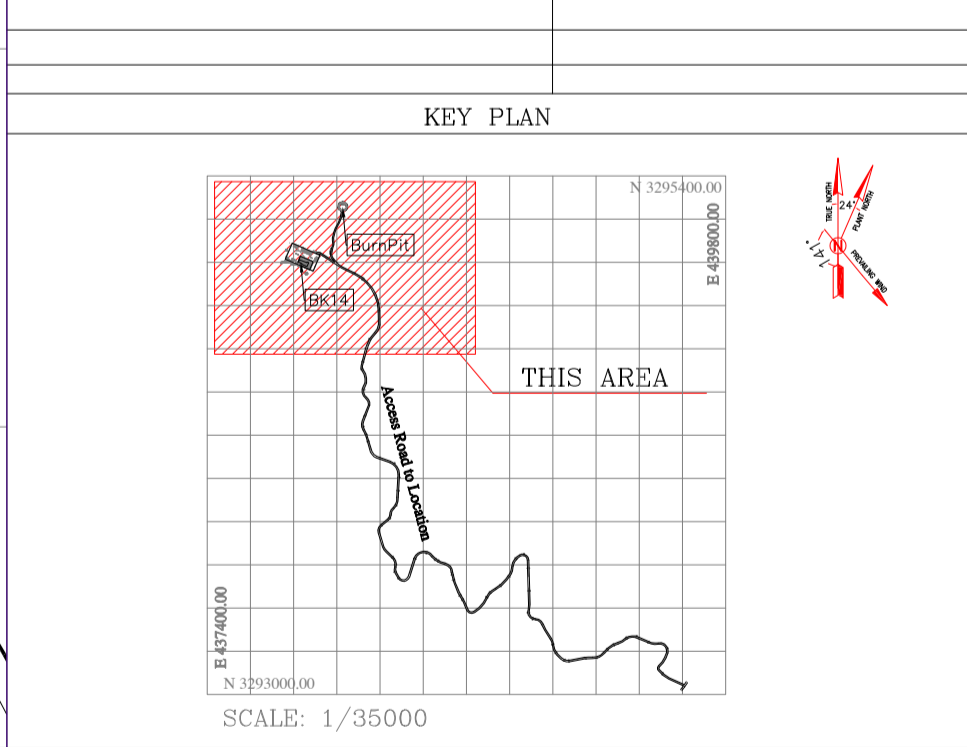 KEY PLAN
N 3295400.00
E 439800.00
TRUE NORTH
24°
PLANT NORTH
N
141°
PREVAILING WIND
BurnPit
BK14
THIS AREA
Access Road to Location
E 437400.00
N 3293000.00
SCALE: 1/35000